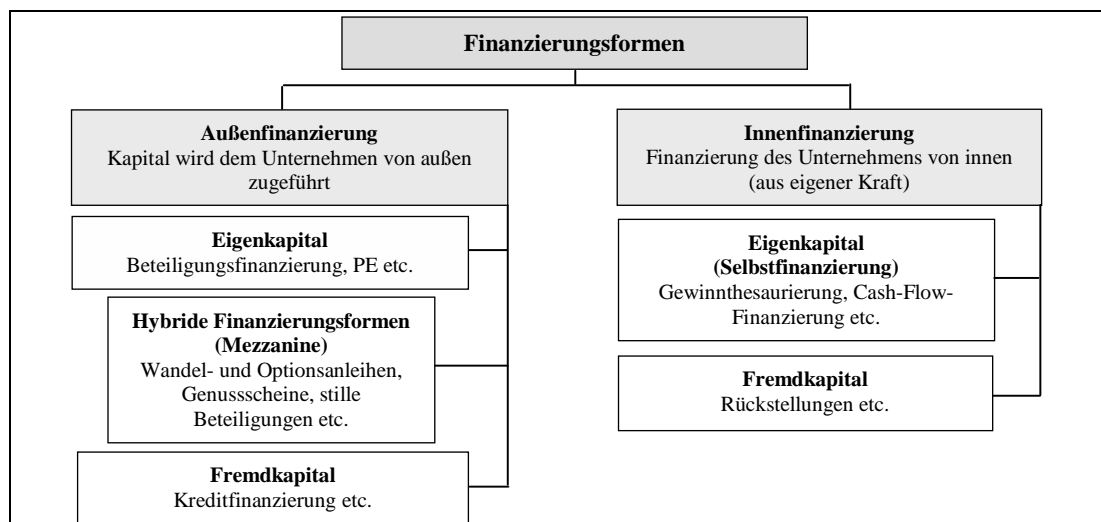 Finanzierungsformen
Außenfinanzierung
Kapital wird dem Unternehmen von außen
zugeführt
Eigenkapital
Beteiligungsfinanzierung, PE etc.
Hybride Finanzierungsformen
(Mezzanine)
Wandel- und Optionsanleihen,
Genussscheine, stille
Beteiligungen etc.
Fremdkapital
Kreditfinanzierung etc.
Innenfinanzierung
Finanzierung des Unternehmens von innen
(aus eigener Kraft)
Eigenkapital
(Selbstfinanzierung)
Gewinnthesaurierung, Cash-Flow-
Finanzierung etc.
Fremdkapital
Rückstellungen etc.